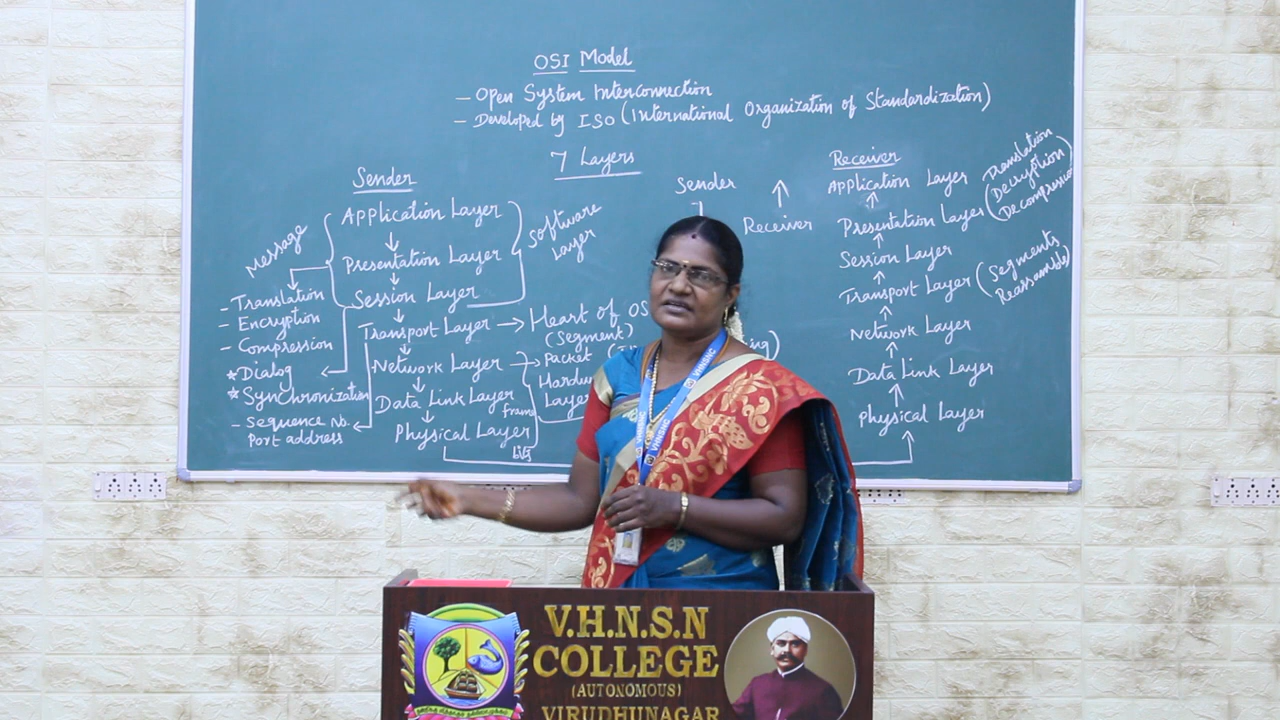 OSI Model
- Open System Interconnection
- Developed by ISO (International Organization of Standardization)
7 Layers
Sender
Application Layer
Presentation Layer
Session Layer
Transport Layer → Heart of OS
(Segment)
Network Layer → Packet
Data Link Layer
frame
Physical Layer
bits
Software
Layer
Layer
Message
- Translation
- Encryption
- Compression
* Dialog
* Synchronization
- Sequence No.
Port address
Sender
Receiver
Receiver
Application Layer
Presentation Layer (Translation
Decryption)
Decompression
Session Layer
Transport Layer (Segments
Reassamble)
Network Layer
Data Link Layer
Physical Layer
VHNSNC
VHNSNC
V.H.N.S.N
COLLEGE
(AUTONOMOUS)
VIRUDHUNAGAR